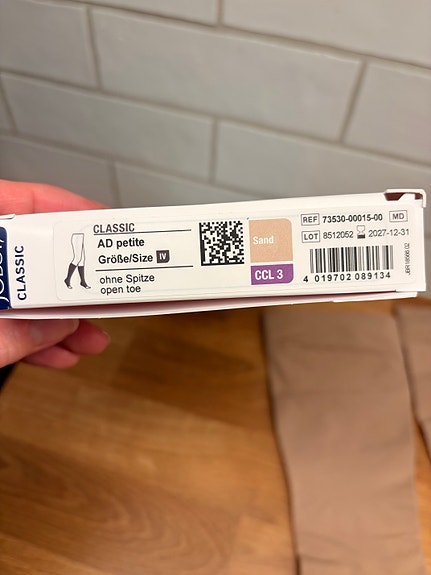 CLASSIC
CLASSIC
AD petite
Größe/Size IV
ohne Spitze
open toe
Sand
CCL 3
REF 73530-00015-00 MD
LOT 8512052 2027-12-31
4 019702 089134